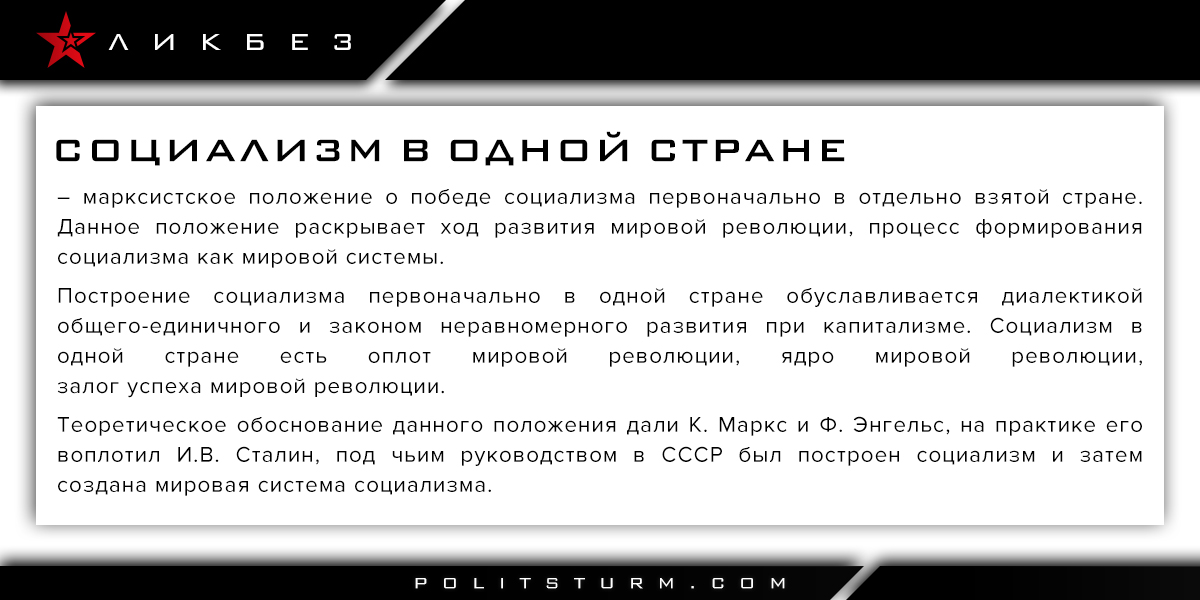 ЛИКБЕЗ
СОЦИАЛИЗМ В ОДНОЙ СТРАНЕ
– марксистское положение о победе социализма первоначально в отдельно взятой стране.
Данное положение раскрывает ход развития мировой революции, процесс формирования
социализма как мировой системы.
Построение социализма первоначально в одной стране обуславливается диалектикой
общего-единичного и законом неравномерного развития при капитализме. Социализм в
одной стране есть оплот мировой революции, ядро мировой революции,
залог успеха мировой революции.
Теоретическое обоснование данного положения дали К. Маркс и Ф. Энгельс, на практике его
воплотил И.В. Сталин, под чьим руководством в СССР был построен социализм и затем
создана мировая система социализма.
POLITSTURM.COM